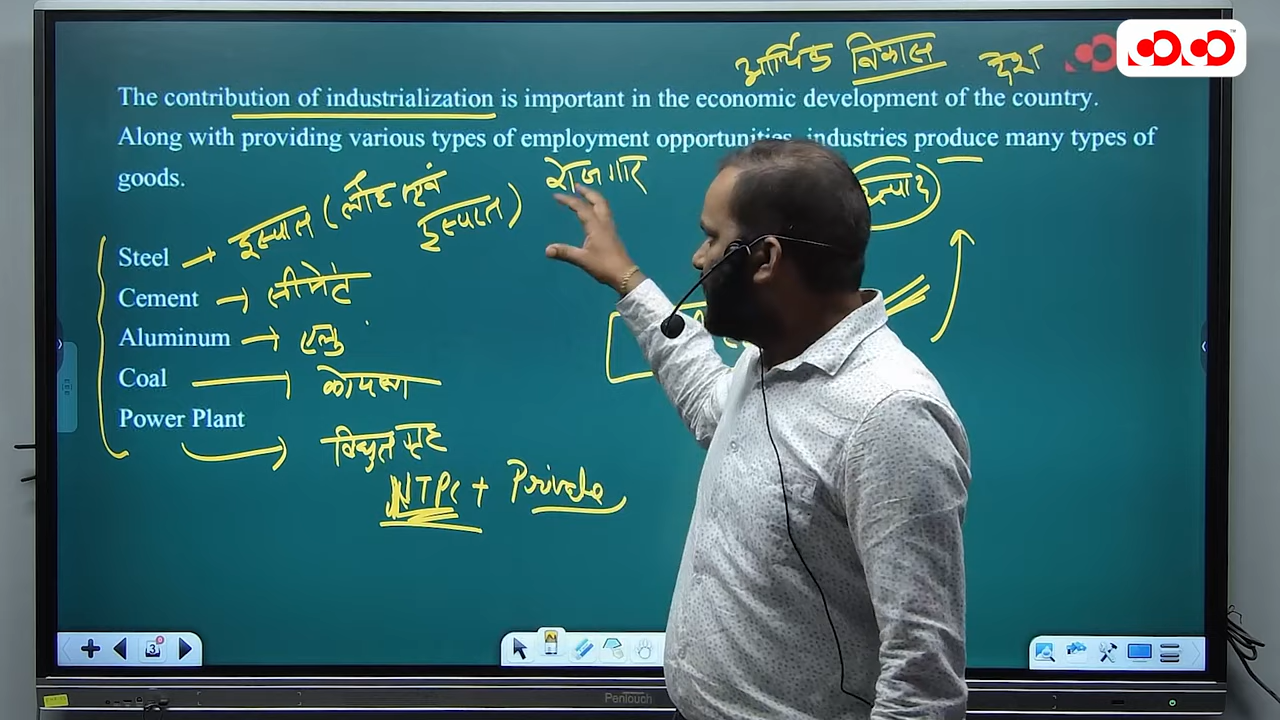 आर्थिक विकास देश
The contribution of industrialization is important in the economic development of the country.
Along with providing various types of employment opportunities, industries produce many types of
goods.
रोजगार
Steel → इस्पात (लौह एवं इस्पात)
Cement → सीमेंट
Aluminum → एलु
Coal → कोयला
Power Plant
विद्युत गृह
NTPC + Private
3
Pentouch